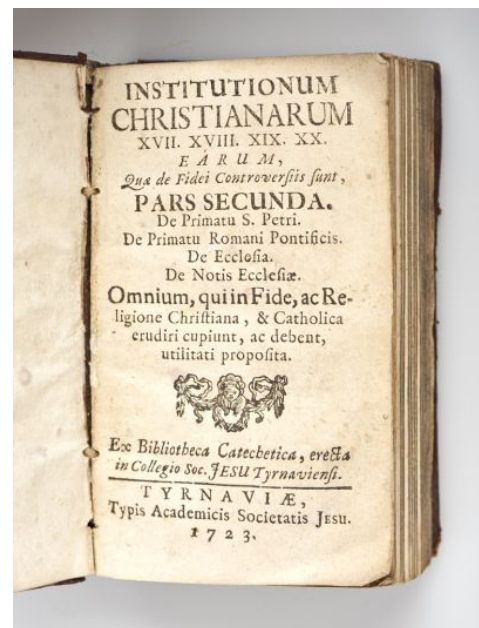 INSTITUTIONUM
CHRISTIANARUM
XVII. XVIII. XIX. XX.
EARUM,
Quæ de Fidei Controverſiis ſunt,
PARS SECUNDA.
De Primatu S. Petri.
De Primatu Romani Pontificis.
De Eccleſia.
De Notis Eccleſiæ.
Omnium, qui in Fide, ac Re-
ligione Chriſtiana, & Catholica
erudiri cupiunt, ac debent,
utilitati propoſita.
Ex Bibliotheca Catechetica, erecta
in Collegio Soc. JESU Tyrnavienſi.
TYRNAVIÆ,
Typis Academicis Societatis JESU.
1723.